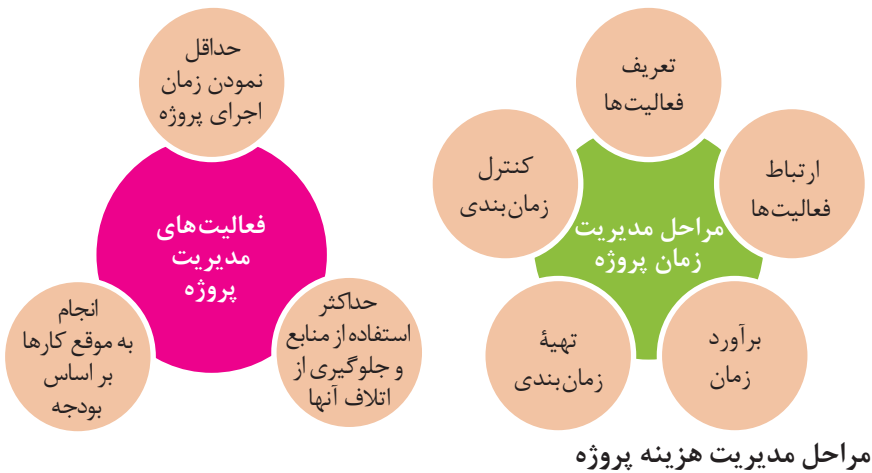 تعریف
فعالیت‌ها
ارتباط
فعالیت‌ها
برآورد
زمان
تهیۀ
زمان‌بندی
کنترل
زمان‌بندی
مراحل مدیریت
زمان پروژه
حداقل
نمودن زمان
اجرای پروژه
حداکثر
استفاده از منابع
و جلوگیری از
اتلاف آنها
انجام
به موقع کارها
بر اساس
بودجه
فعالیت‌های
مدیریت
پروژه
مراحل مدیریت هزینه پروژه